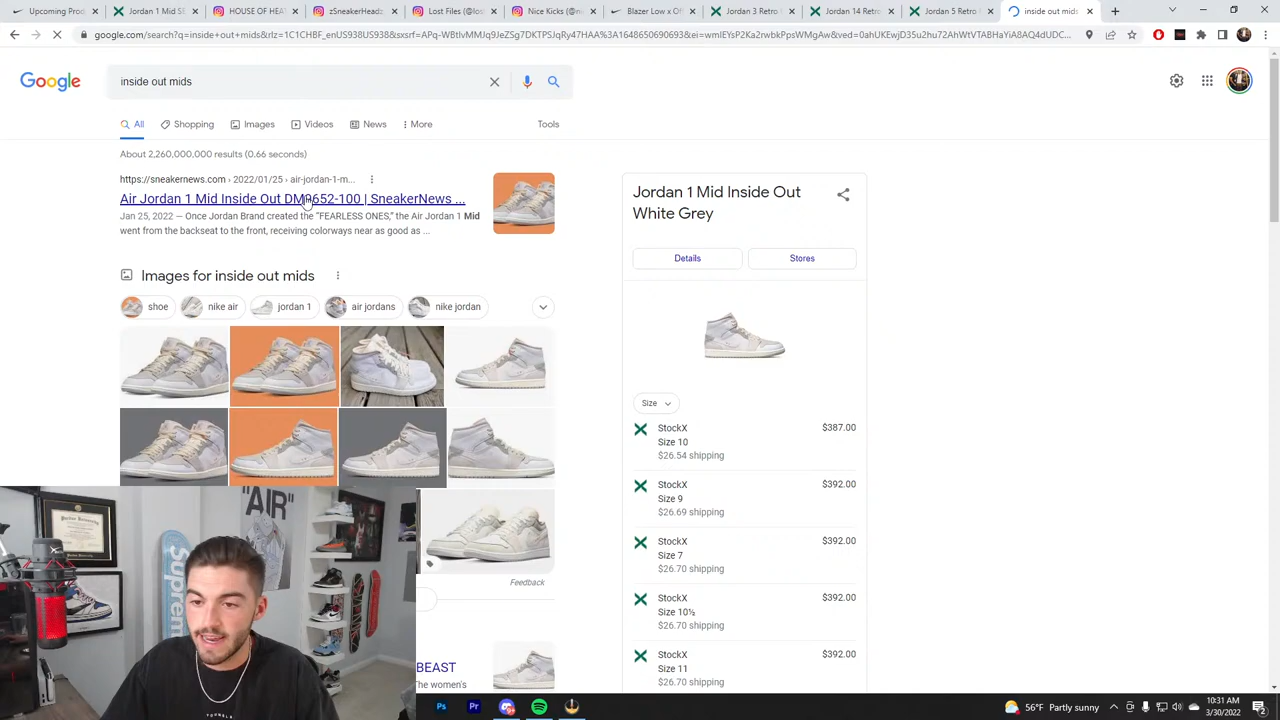 Upcoming
Jordan 1 Mid SE
HOUSE OF HEAT
zSneakerHeadz
Lost Files (@los
Nice Kicks (@ni
Blazer Low x Of
Jordan 3 Retro
Jordan 14 Retro
Jordan 5 Retro
inside out mids
Google
inside out mids
All
Shopping
Images
Videos
News
More
Tools
About 2,260,000,000 results (0.66 seconds)
https://sneakernews.com › 2022/01/25 › air-jordan-1-m...
Air Jordan 1 Mid Inside Out DM9652-100 | SneakerNews ...
Jan 25, 2022 — Once Jordan Brand created the “FEARLESS ONES,” the Air Jordan 1 Mid
went from the backseat to the front, receiving colorways near as good as ...
Images for inside out mids
shoe
nike air
jordan 1
air jordans
nike jordan
Feedback
BEAST
The women's
Jordan 1 Mid Inside Out
White Grey
Details
Stores
Size
StockX
$387.00
Size 10
$26.54 shipping
StockX
$392.00
Size 9
$26.69 shipping
StockX
$392.00
Size 7
$26.70 shipping
StockX
$392.00
Size 10½
$26.70 shipping
StockX
$392.00
Size 11
$26.70 shipping
"AIR"
Supreme
Ps
Pr
56°F Partly sunny
10:31 AM
3/30/2022
2